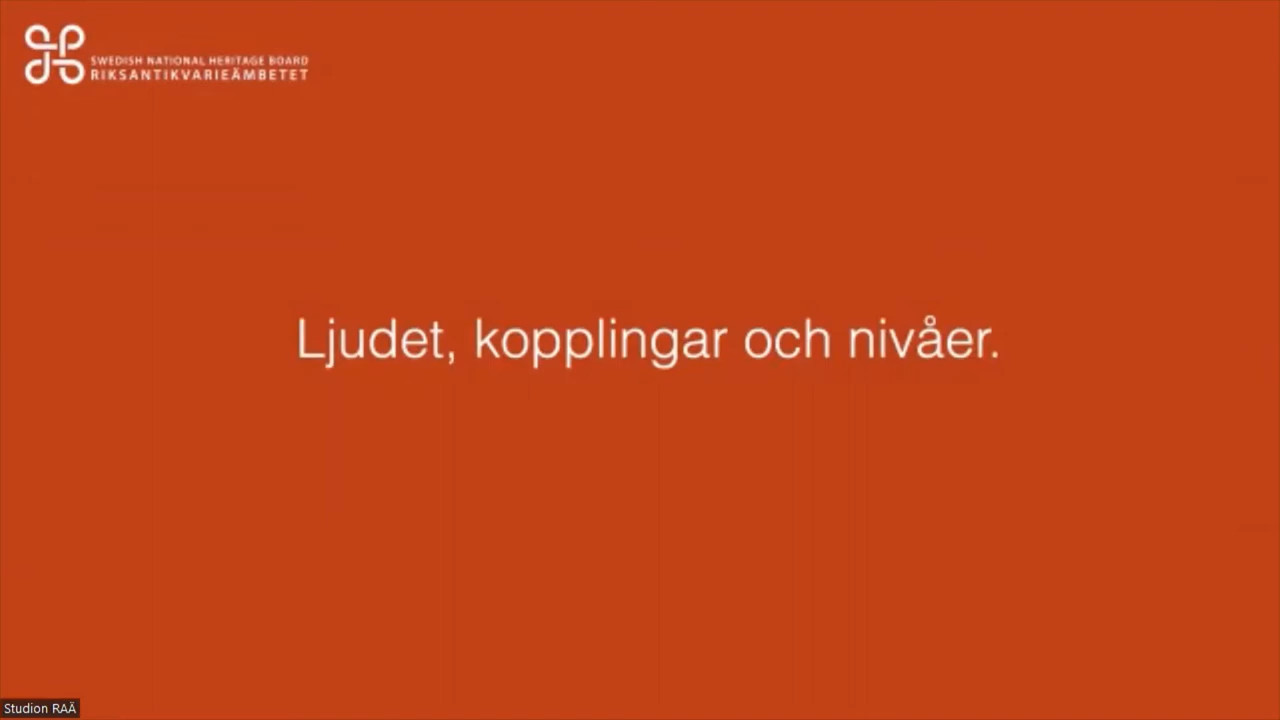 SWEDISH NATIONAL HERITAGE BOARD
RIKSANTIKVARIEÄMBETET
Ljudet, kopplingar och nivåer.
Studion RAÄ